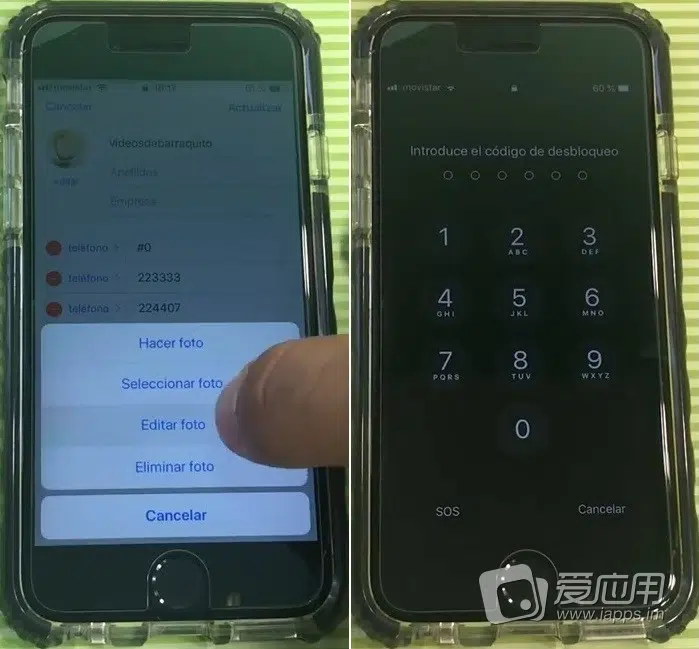 movistar 18:17
Cancelar Actualizar
Videosdebarraquito
Apellidos
Empresa
teléfono #0
teléfono 223333
teléfono 224407
Hacer foto
Seleccionar foto
Editar foto
Eliminar foto
Cancelar
movistar 60 %
Introduce el código de desbloqueo
1
2
ABC
3
DEF
4
GHI
5
JKL
6
MNO
7
PQRS
8
TUV
9
WXYZ
0
SOS Cancelar
爱应用
www.iapps.im